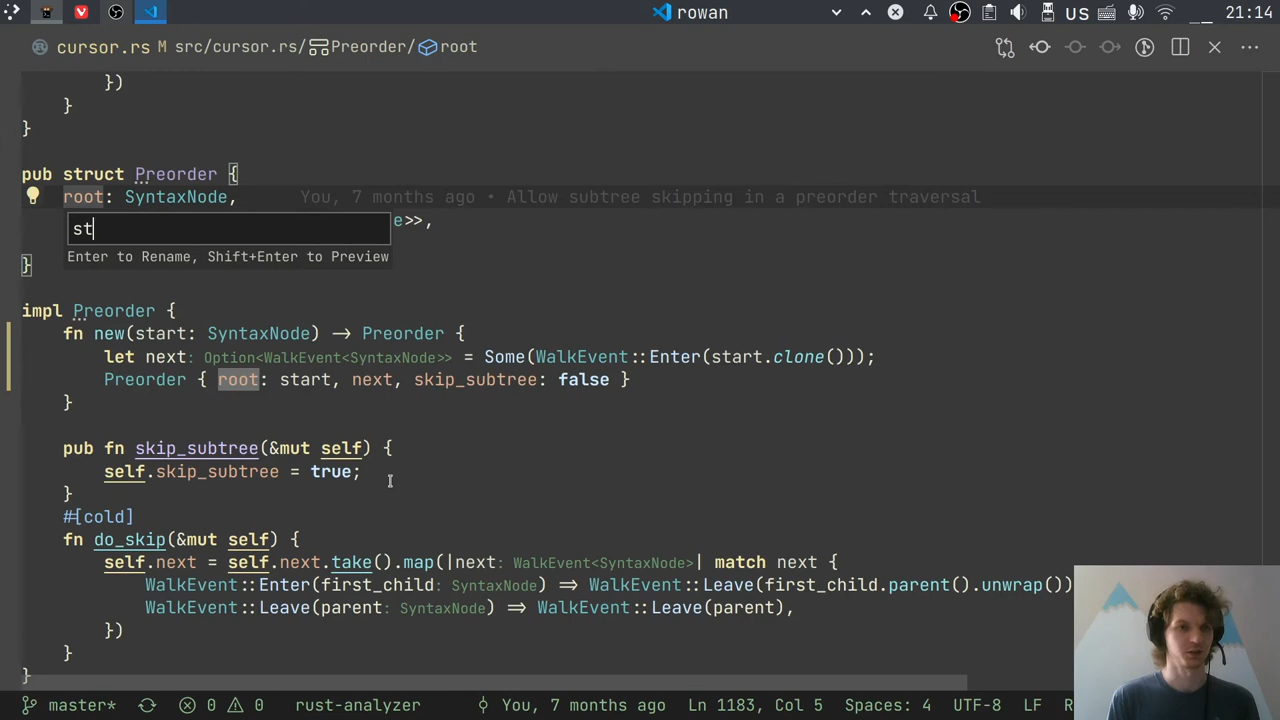 rowan
US
21:14
cursor.rs M src/cursor.rs/Preorder/root
})
}
}
pub struct Preorder {
root: SyntaxNode, You, 7 months ago • Allow subtree skipping in a preorder traversal
st e>>,
Enter to Rename, Shift+Enter to Preview
}
impl Preorder {
fn new(start: SyntaxNode) → Preorder {
let next: Option<WalkEvent<SyntaxNode>> = Some(WalkEvent::Enter(start.clone()));
Preorder { root: start, next, skip_subtree: false }
}
pub fn skip_subtree(&mut self) {
self.skip_subtree = true;
}
#[cold]
fn do_skip(&mut self) {
self.next = self.next.take().map(|next: WalkEvent<SyntaxNode>| match next {
WalkEvent::Enter(first_child: SyntaxNode) ⇒ WalkEvent::Leave(first_child.parent().unwrap())
WalkEvent::Leave(parent: SyntaxNode) ⇒ WalkEvent::Leave(parent),
})
}
}
master* 0 0 rust-analyzer You, 7 months ago Ln 1183, Col 5 Spaces: 4 UTF-8 LF R